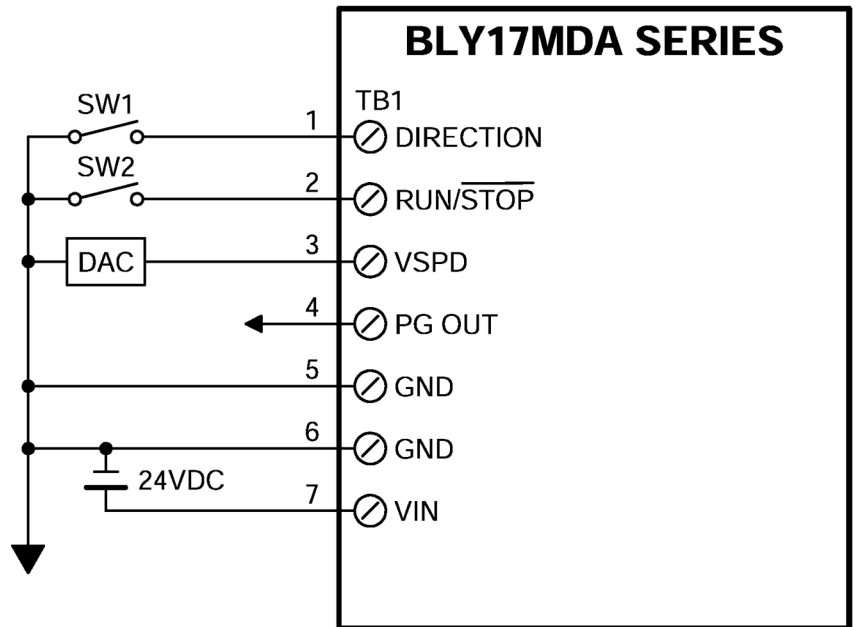 BLY17MDA SERIES
TB1
SW1
1 DIRECTION
SW2
2 RUN/STOP
DAC 3 VSPD
4 PG OUT
5 GND
6 GND
24VDC
7 VIN